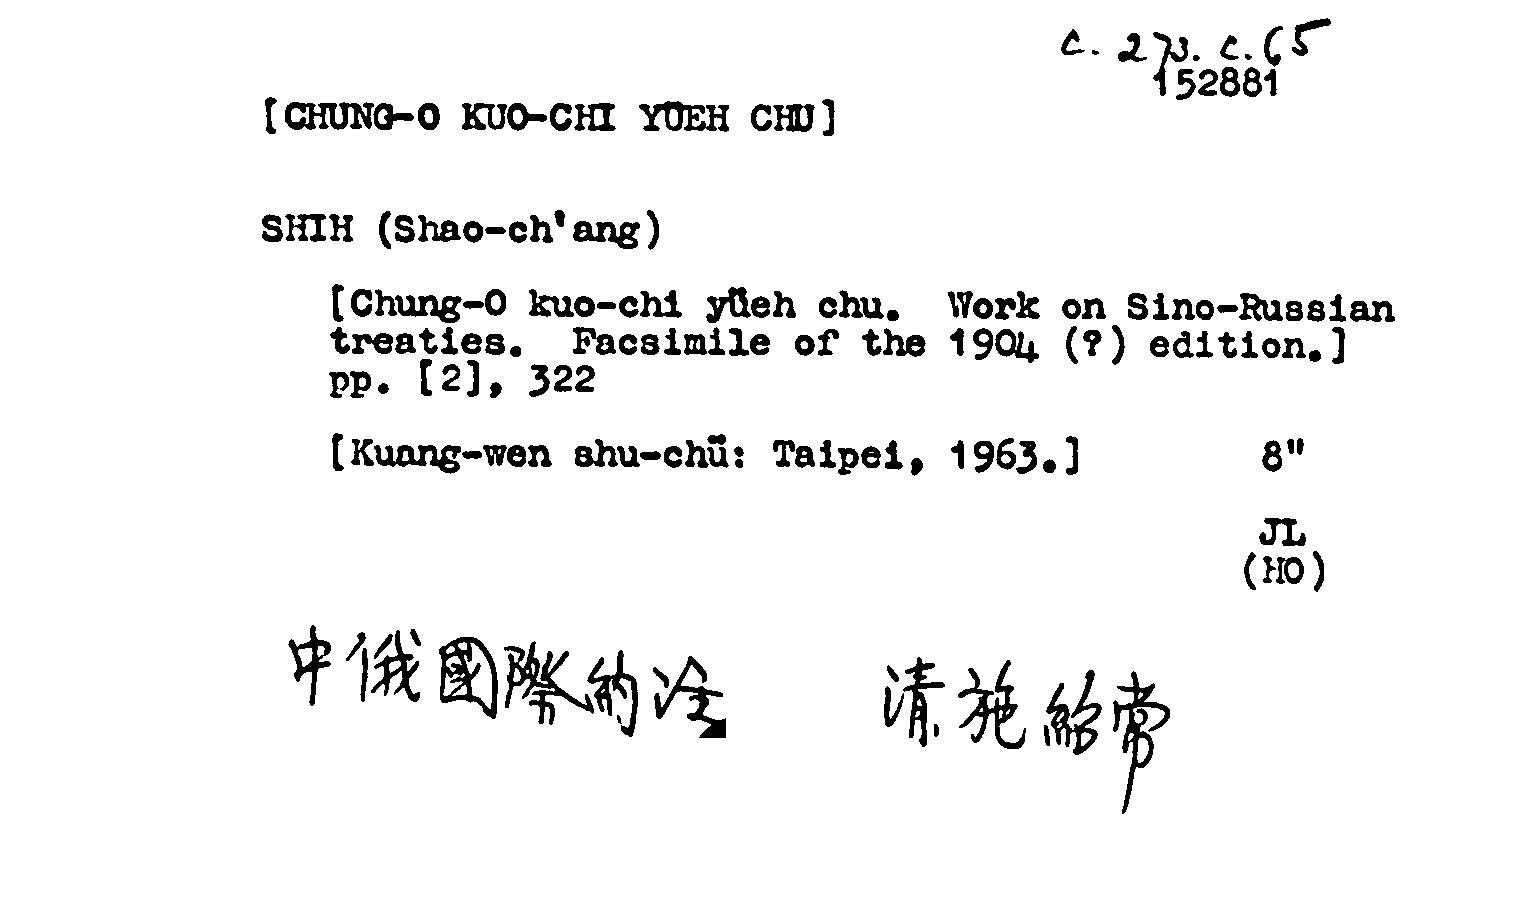 c. 273. c. 65
152881
[CHUNG-O KUO-CHI YÜEH CHU]
SHIH (Shao-ch'ang)
[Chung-O kuo-chi yüeh chu. Work on Sino-Russian
treaties. Facsimile of the 1904 (?) edition.]
pp. [2], 322
[Kuang-wen shu-chü: Taipei, 1963.] 8"
JL
(HO)
中俄國際約注 清施紹常